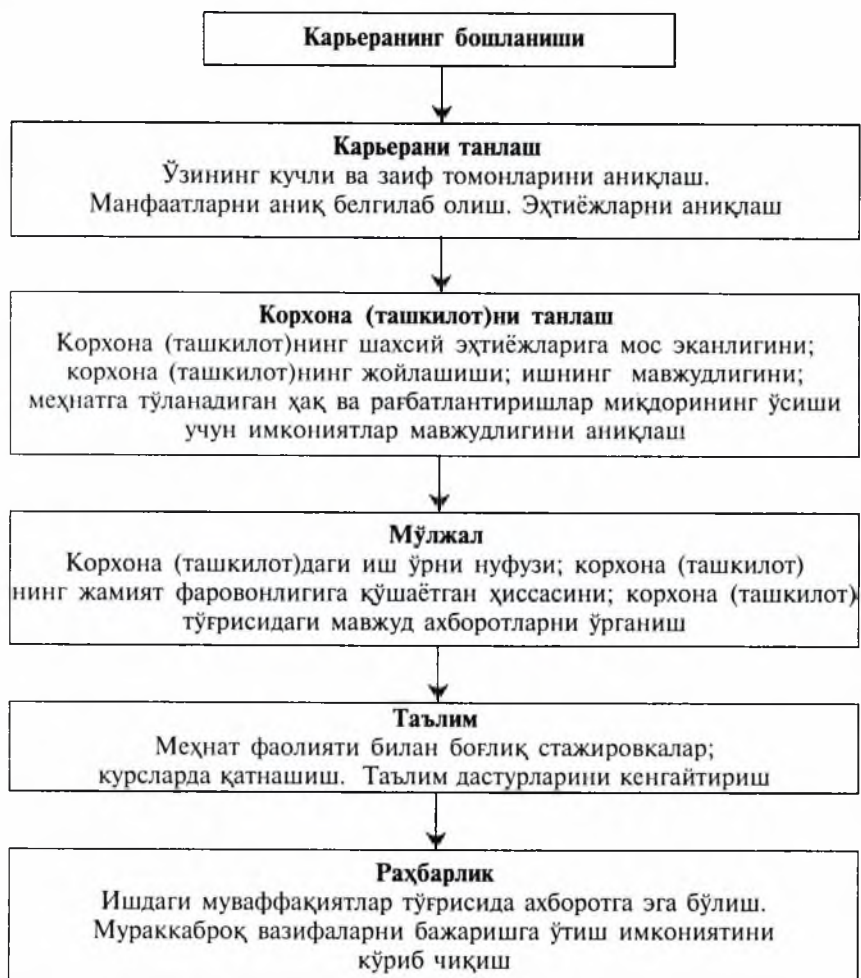 Карьеранинг бошланиши
Карьерани танлаш
Ўзининг кучли ва заиф томонларини аниқлаш.
Манфаатларни аниқ белгилаб олиш. Эҳтиёжларни аниқлаш
Корхона (ташкилот)ни танлаш
Корхона (ташкилот)нинг шахсий эҳтиёжларига мос эканлигини;
корхона (ташкилот)нинг жойлашиши; ишнинг мавжудлигини;
меҳнатга тўланадиган ҳақ ва рағбатлантиришлар миқдорининг ўсиши
учун имкониятлар мавжудлигини аниқлаш
Мўлжал
Корхона (ташкилот)даги иш ўрни нуфузи; корхона (ташкилот)
нинг жамият фаровонлигига қўшаётган ҳиссасини; корхона (ташкилот)
тўғрисидаги мавжуд ахборотларни ўрганиш
Таълим
Меҳнат фаолияти билан боғлиқ стажировкалар;
курсларда қатнашиш. Таълим дастурларини кенгайтириш
Раҳбарлик
Ишдаги муваффақиятлар тўғрисида ахборотга эга бўлиш.
Мураккаброқ вазифаларни бажаришга ўтиш имкониятини
кўриб чиқиш